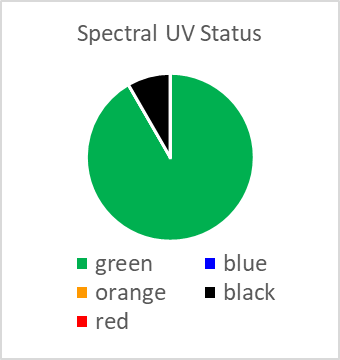 Spectral UV Status
green blue
orange black
red